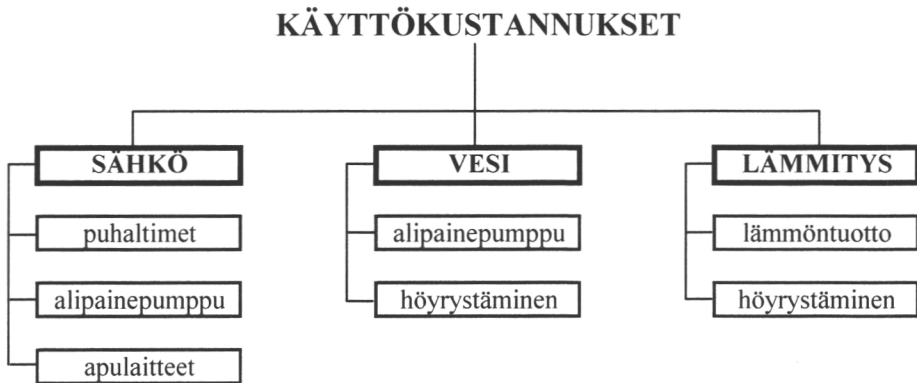 KÄYTTÖKUSTANNUKSET
SÄHKÖ
puhaltimet
alipainepumppu
apulaitteet
VESI
alipainepumppu
höyrystäminen
LÄMMITYS
lämmöntuotto
höyrystäminen